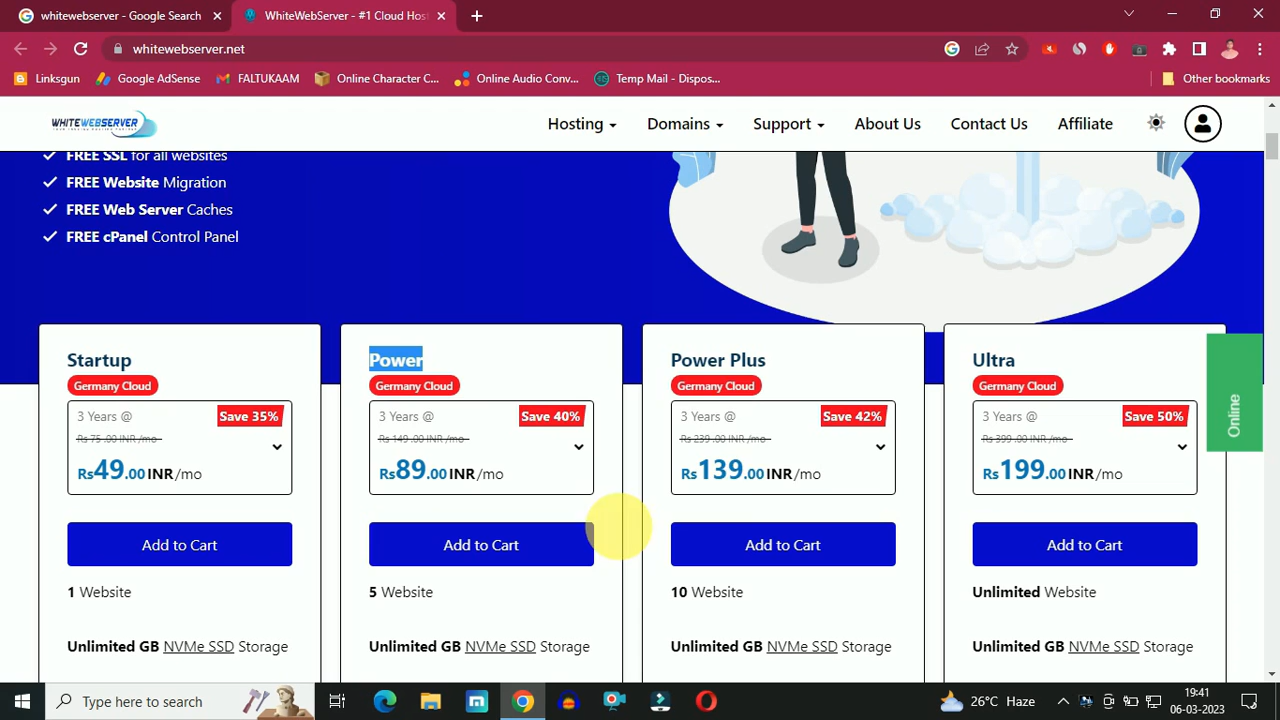 whitewebserver - Google Search
WhiteWebServer - #1 Cloud Host
whitewebserver.net
Linksgun
Google AdSense
FALTUKAAM
Online Character C...
Online Audio Conv...
Temp Mail - Dispos...
Other bookmarks
WHITEWEBSERVER
Hosting
Domains
Support
About Us
Contact Us
Affiliate
FREE SSL for all websites
FREE Website Migration
FREE Web Server Caches
FREE cPanel Control Panel
Startup
Germany Cloud
3 Years @
Save 35%
Rs 75 .00 INR /mo
Rs49.00 INR/mo
Add to Cart
1 Website
Unlimited GB NVMe SSD Storage
Power
Germany Cloud
3 Years @
Save 40%
Rs 149 .00 INR /mo
Rs89.00 INR/mo
Add to Cart
5 Website
Unlimited GB NVMe SSD Storage
Power Plus
Germany Cloud
3 Years @
Save 42%
Rs 239 .00 INR /mo
Rs139.00 INR/mo
Add to Cart
10 Website
Unlimited GB NVMe SSD Storage
Ultra
Germany Cloud
3 Years @
Save 50%
Rs 399 .00 INR /mo
Rs199.00 INR/mo
Add to Cart
Unlimited Website
Unlimited GB NVMe SSD Storage
Online
Type here to search
26°C Haze
19:41
06-03-2023